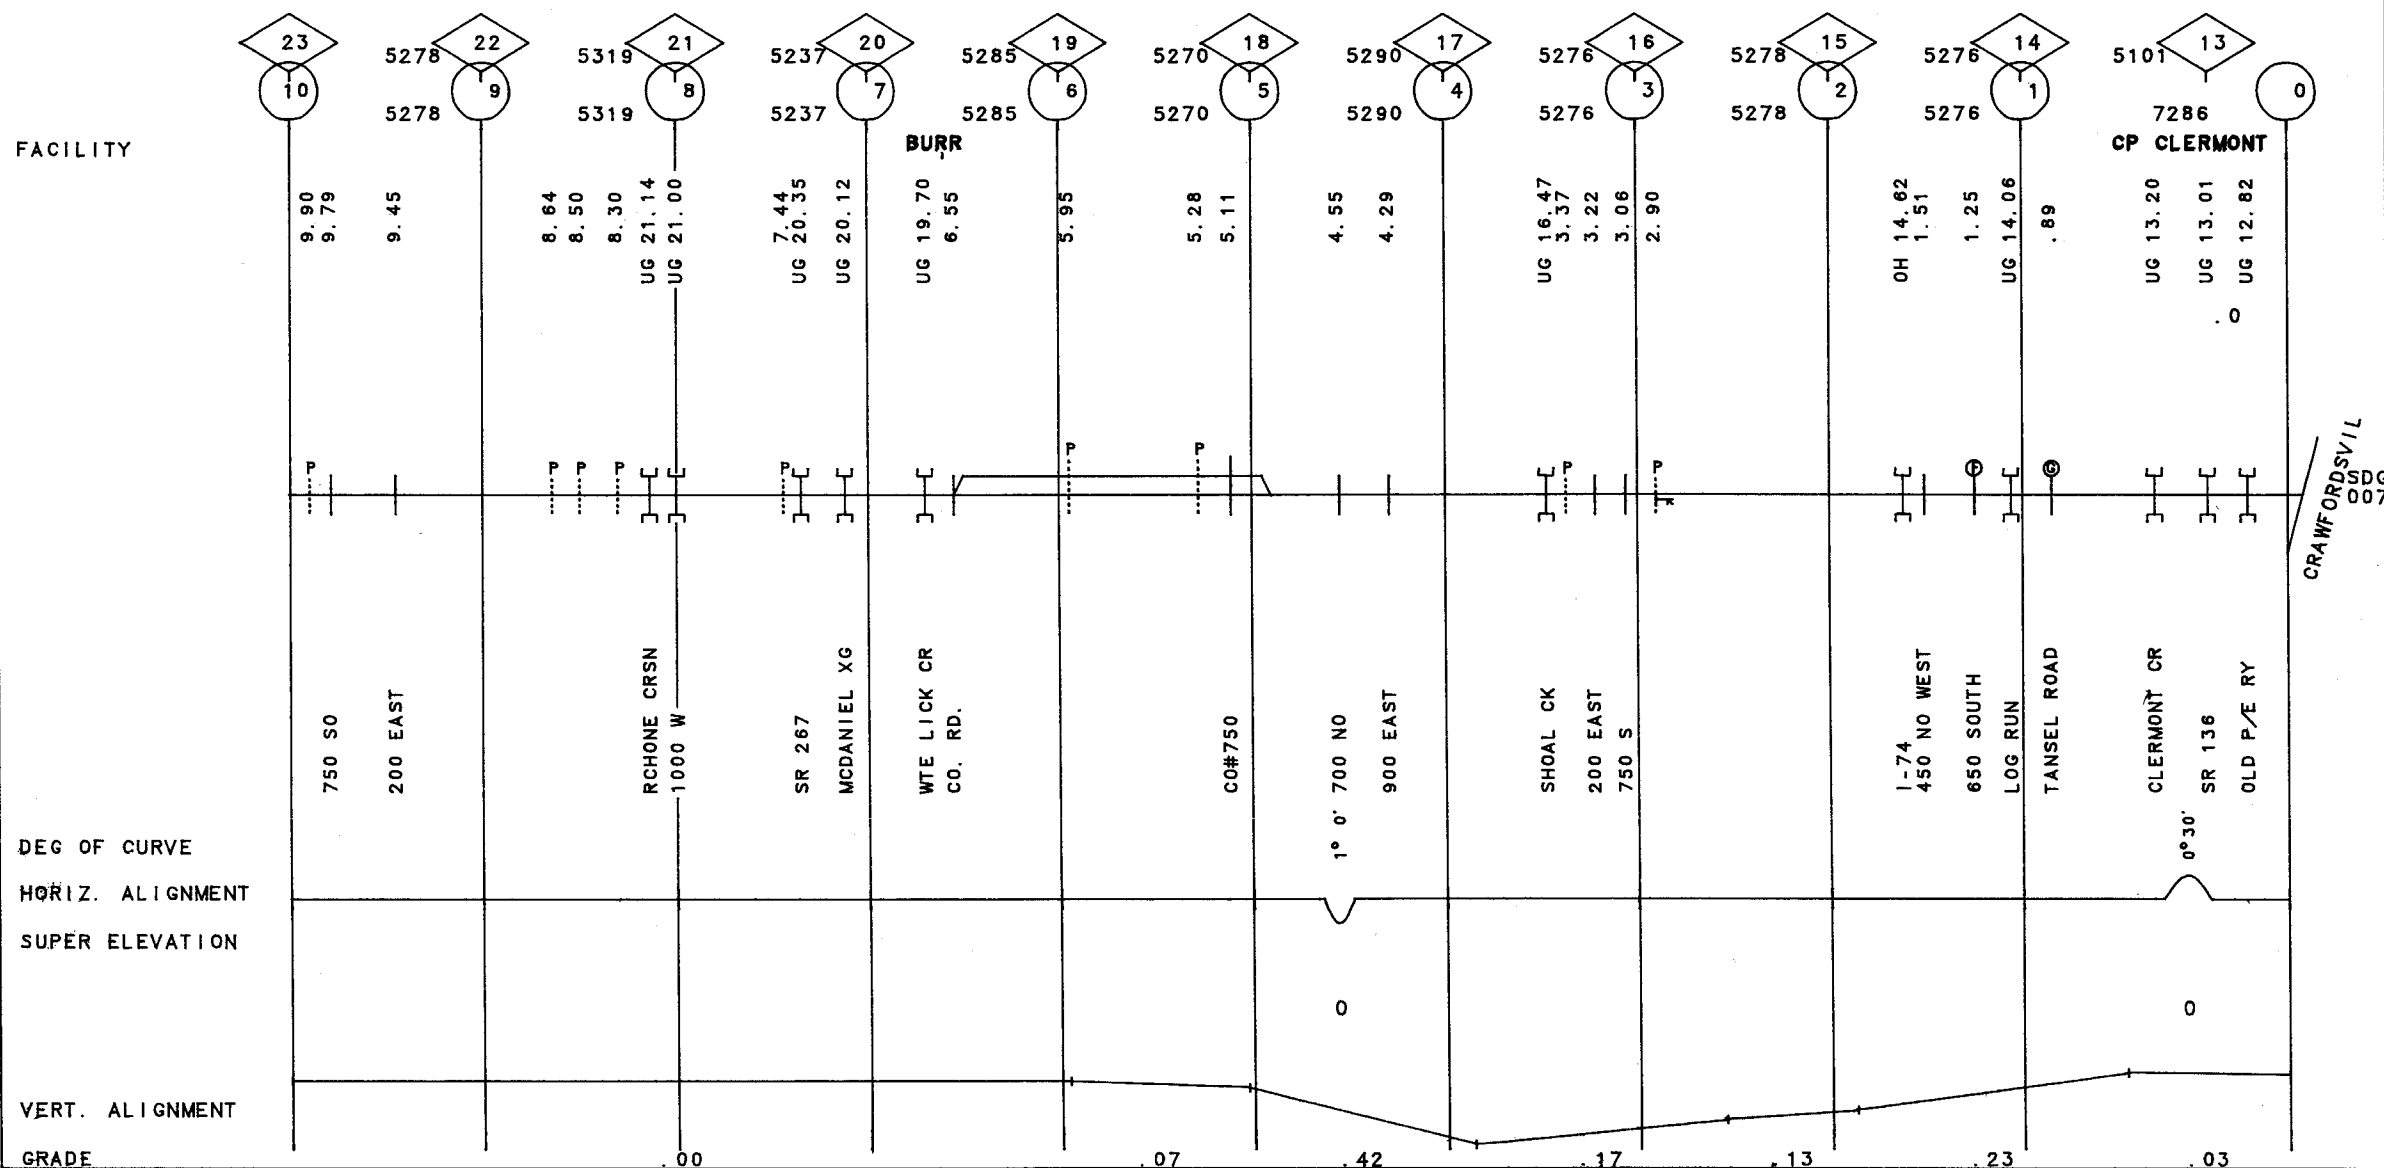 23 22 21 20 19 18 17 16 15 14 13
5278 5319 5237 5285 5270 5290 5276 5278 5276 5101
10 9 8 7 6 5 4 3 2 1 0
5278 5319 5237 5285 5270 5290 5276 5278 5276 7286
FACILITY
BURR
CP CLERMONT
9.90
9.79
9.45
8.64
8.50
8.30
UG 21.14
UG 21.00
7.44
UG 20.35
UG 20.12
UG 19.70
6.55
5.95
5.28
5.11
4.55
4.29
UG 16.47
3.37
3.22
3.06
2.90
OH 14.62
1.51
1.25
UG 14.06
.89
UG 13.20
UG 13.01
UG 12.82
.0
P P P P P P P P P F G
CRAWFORDSVIL
SDG
007
750 SO
200 EAST
RCHONE CRSN
1000 W
SR 267
MCDANIEL XG
WTE LICK CR
CO. RD.
CO#750
700 NO
900 EAST
SHOAL CK
200 EAST
750 S
I-74
450 NO WEST
650 SOUTH
LOG RUN
TANSEL ROAD
CLERMONT CR
SR 136
OLD P/E RY
DEG OF CURVE
1° 0'
0°30'
HORIZ. ALIGNMENT
SUPER ELEVATION
0 0
VERT. ALIGNMENT
GRADE .00 .07 .42 .17 .13 .23 .03